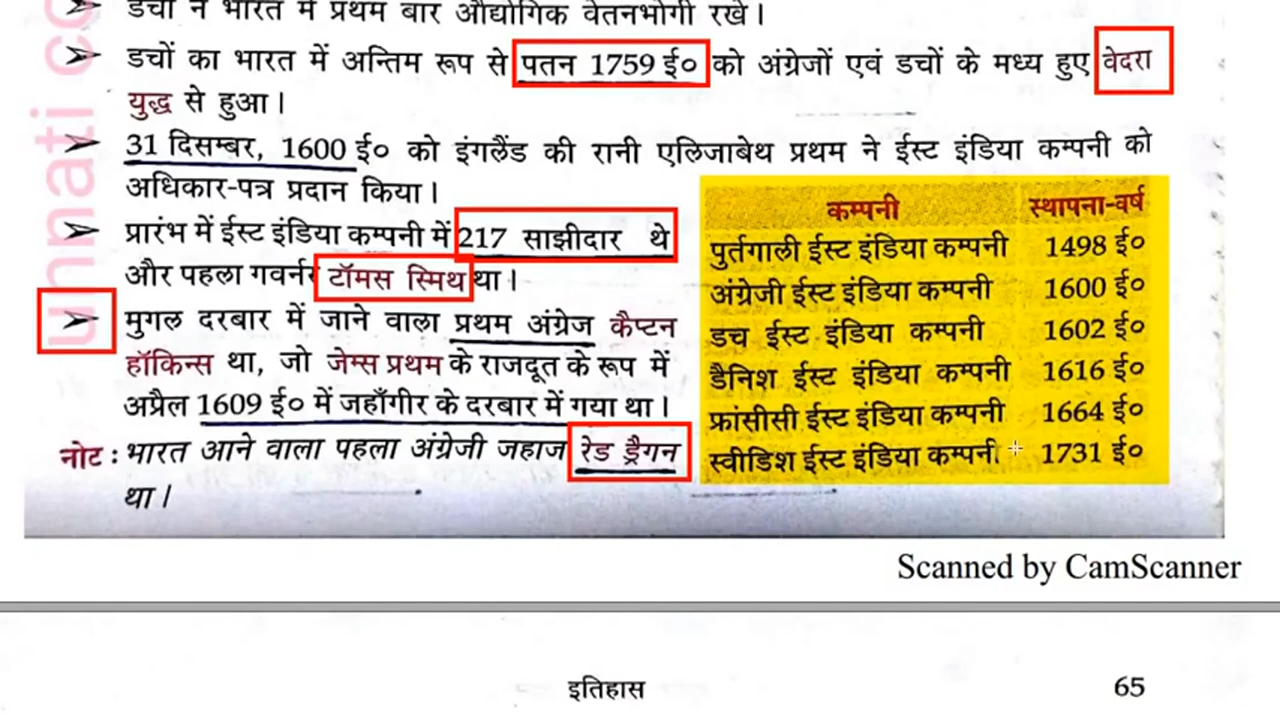 डचों ने भारत में प्रथम बार औद्योगिक वेतनभोगी रखे।
➢ डचों का भारत में अन्तिम रूप से पतन 1759 ई० को अंग्रेजों एवं डचों के मध्य हुए वेदरा
युद्ध से हुआ।
➢ 31 दिसम्बर, 1600 ई० को इंगलैंड की रानी एलिजाबेथ प्रथम ने ईस्ट इंडिया कम्पनी को
अधिकार-पत्र प्रदान किया।
➢ प्रारंभ में ईस्ट इंडिया कम्पनी में 217 साझीदार थे
और पहला गवर्नर टॉमस स्मिथ था।
➢ मुगल दरबार में जाने वाला प्रथम अंग्रेज कैप्टन
हॉकिन्स था, जो जेम्स प्रथम के राजदूत के रूप में
अप्रैल 1609 ई० में जहाँगीर के दरबार में गया था।
नोट : भारत आने वाला पहला अंग्रेजी जहाज रेड ड्रैगन
था।
कम्पनी स्थापना-वर्ष
पुर्तगाली ईस्ट इंडिया कम्पनी 1498 ई०
अंग्रेजी ईस्ट इंडिया कम्पनी 1600 ई०
डच ईस्ट इंडिया कम्पनी 1602 ई०
डैनिश ईस्ट इंडिया कम्पनी 1616 ई०
फ्रांसीसी ईस्ट इंडिया कम्पनी 1664 ई०
स्वीडिश ईस्ट इंडिया कम्पनी 1731 ई०
unnati co
Scanned by CamScanner
इतिहास 65